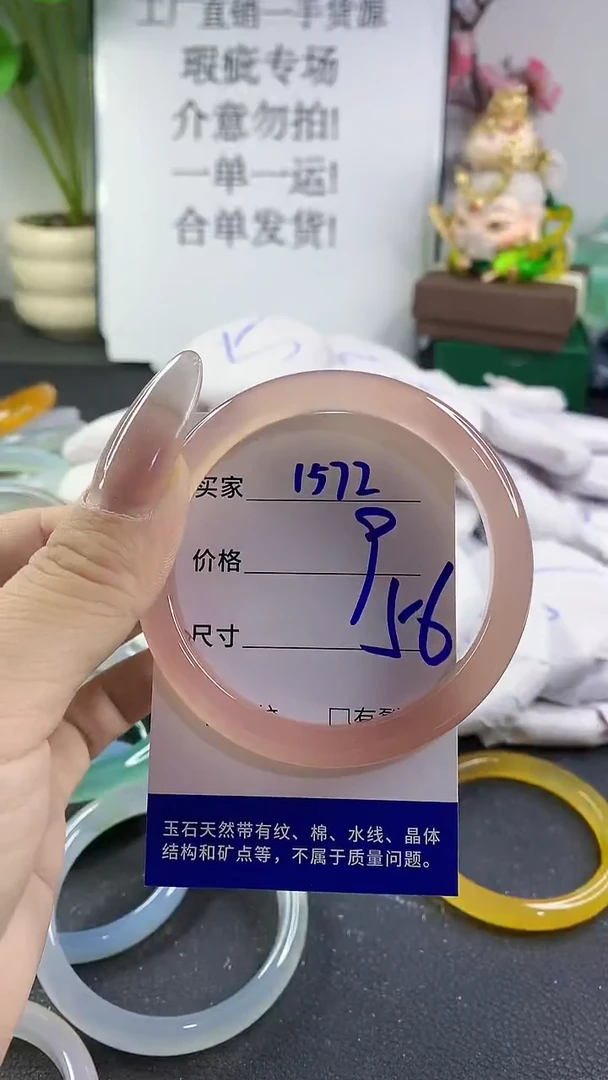 工厂直销一手货源
瑕疵专场
介意勿拍!
一单一运!
合单发货!
买家 1572
价格 9
尺寸 56
有裂
玉石天然带有纹、棉、水线、晶体
结构和矿点等，不属于质量问题。